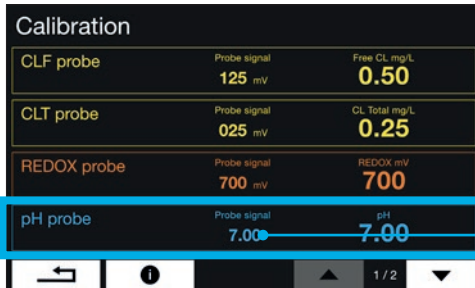 Calibration
CLF probe Probe signal Free CL mg/L
125 mV 0.50
CLT probe Probe signal CL Total mg/L
025 mV 0.25
REDOX probe Probe signal REDOX mV
700 mV 700
pH probe Probe signal pH
7.00 7.00
1 / 2